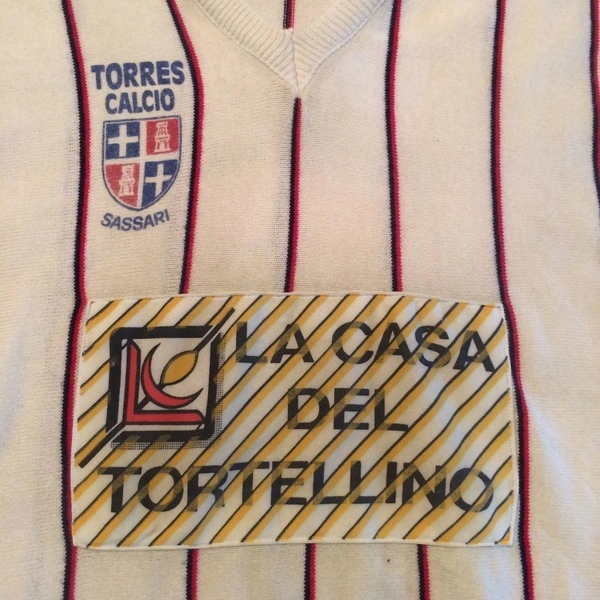 TORRES
CALCIO
SASSARI
LA CASA
DEL
TORTELLINO